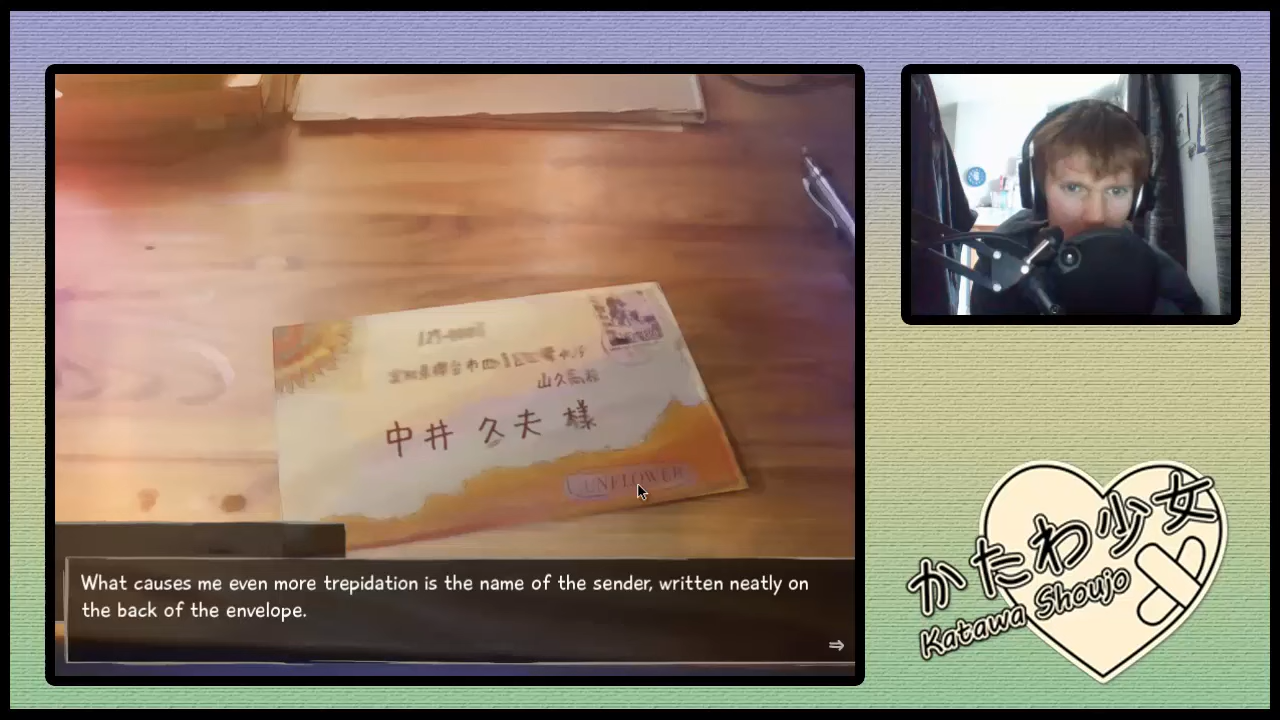 山久高校
中井 久夫 様
SUNFLOWER
What causes me even more trepidation is the name of the sender, written neatly on
the back of the envelope.
⇒
かたわ少女
Katawa Shoujo